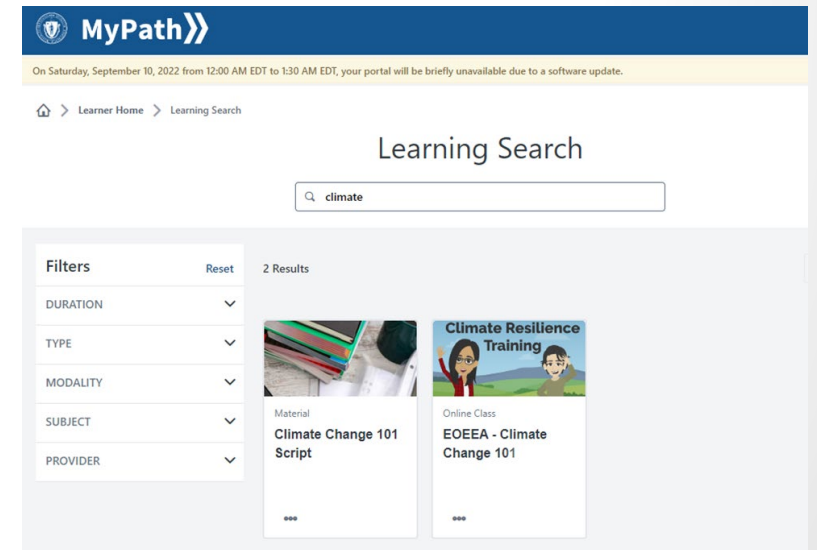 MyPath
On Saturday, September 10, 2022 from 12:00 AM EDT to 1:30 AM EDT, your portal will be briefly unavailable due to a software update.
Learner Home > Learning Search
Learning Search
climate
Filters
Reset
2 Results
DURATION
TYPE
MODALITY
SUBJECT
PROVIDER
Material
Climate Change 101
Script
Climate Resilience
Training
Online Class
EOEEA - Climate
Change 101